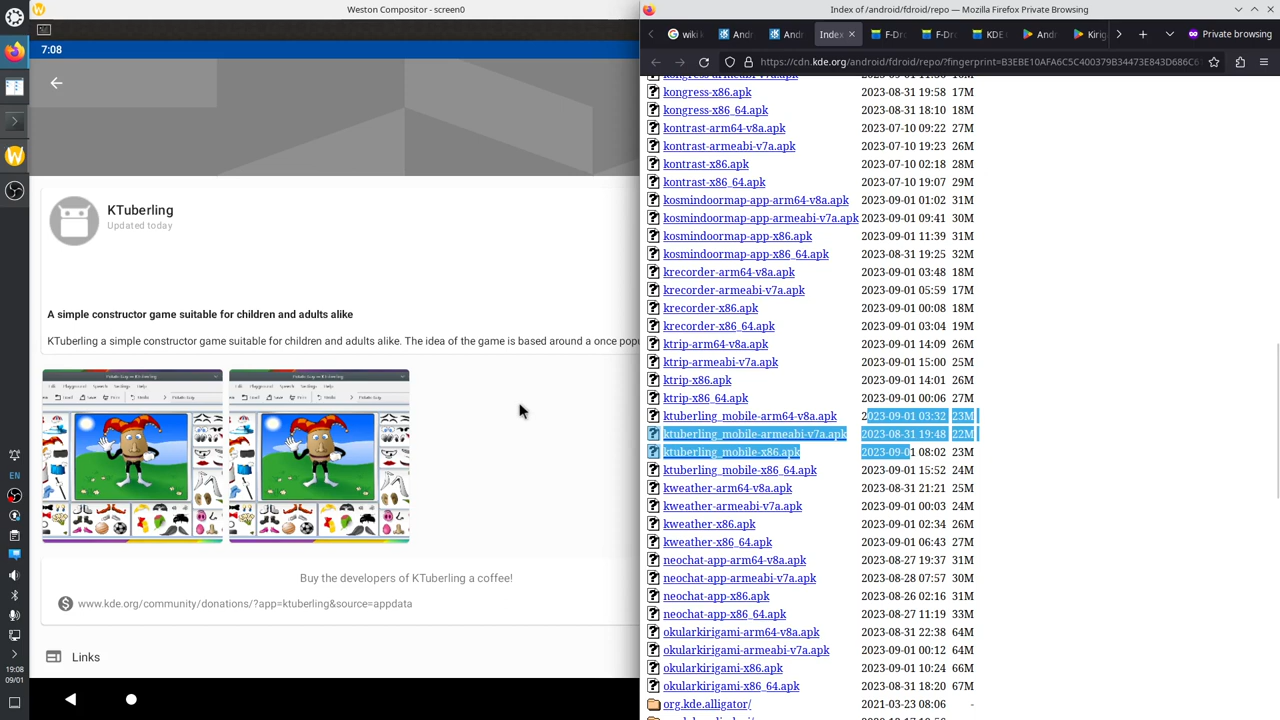 Weston Compositor - screen0
7:08
KTuberling
Updated today
A simple constructor game suitable for children and adults alike
KTuberling a simple constructor game suitable for children and adults alike. The idea of the game is based around a once popu
Buy the developers of KTuberling a coffee!
www.kde.org/community/donations/?app=ktuberling&source=appdata
Links
EN
19:08
09/01
Index of /android/fdroid/repo/ — Mozilla Firefox Private Browsing
wiki k
Andr
Andr
Index
F-Dro
F-Dro
KDE
Andr
Kirig
Private browsing
https://cdn.kde.org/android/fdroid/repo/?fingerprint=B3EBE10AFA6C5C400379B34473E843D686C61
kongress-x86.apk 2023-08-31 19:58 17M
kongress-x86_64.apk 2023-08-31 18:10 18M
kontrast-arm64-v8a.apk 2023-07-10 09:22 27M
kontrast-armeabi-v7a.apk 2023-07-10 19:23 26M
kontrast-x86.apk 2023-07-10 02:18 28M
kontrast-x86_64.apk 2023-07-10 19:07 29M
kosmindoormap-app-arm64-v8a.apk 2023-09-01 01:02 31M
kosmindoormap-app-armeabi-v7a.apk 2023-09-01 09:41 30M
kosmindoormap-app-x86.apk 2023-09-01 11:39 31M
kosmindoormap-app-x86_64.apk 2023-08-31 19:25 32M
krecorder-arm64-v8a.apk 2023-09-01 03:48 18M
krecorder-armeabi-v7a.apk 2023-09-01 05:59 17M
krecorder-x86.apk 2023-09-01 00:08 18M
krecorder-x86_64.apk 2023-09-01 03:04 19M
ktrip-arm64-v8a.apk 2023-09-01 14:09 26M
ktrip-armeabi-v7a.apk 2023-09-01 15:00 25M
ktrip-x86.apk 2023-09-01 14:01 26M
ktrip-x86_64.apk 2023-09-01 00:06 27M
ktuberling_mobile-arm64-v8a.apk 2023-09-01 03:32 23M
ktuberling_mobile-armeabi-v7a.apk 2023-08-31 19:48 22M
ktuberling_mobile-x86.apk 2023-09-01 08:02 23M
ktuberling_mobile-x86_64.apk 2023-09-01 15:52 24M
kweather-arm64-v8a.apk 2023-08-31 21:21 25M
kweather-armeabi-v7a.apk 2023-09-01 00:03 24M
kweather-x86.apk 2023-09-01 02:34 26M
kweather-x86_64.apk 2023-09-01 06:43 27M
neochat-app-arm64-v8a.apk 2023-08-27 19:37 31M
neochat-app-armeabi-v7a.apk 2023-08-28 07:57 30M
neochat-app-x86.apk 2023-08-26 02:16 31M
neochat-app-x86_64.apk 2023-08-27 11:19 33M
okularkirigami-arm64-v8a.apk 2023-08-31 22:38 64M
okularkirigami-armeabi-v7a.apk 2023-09-01 00:12 64M
okularkirigami-x86.apk 2023-09-01 10:24 66M
okularkirigami-x86_64.apk 2023-08-31 18:20 67M
org.kde.alligator/ 2021-03-23 08:06 -